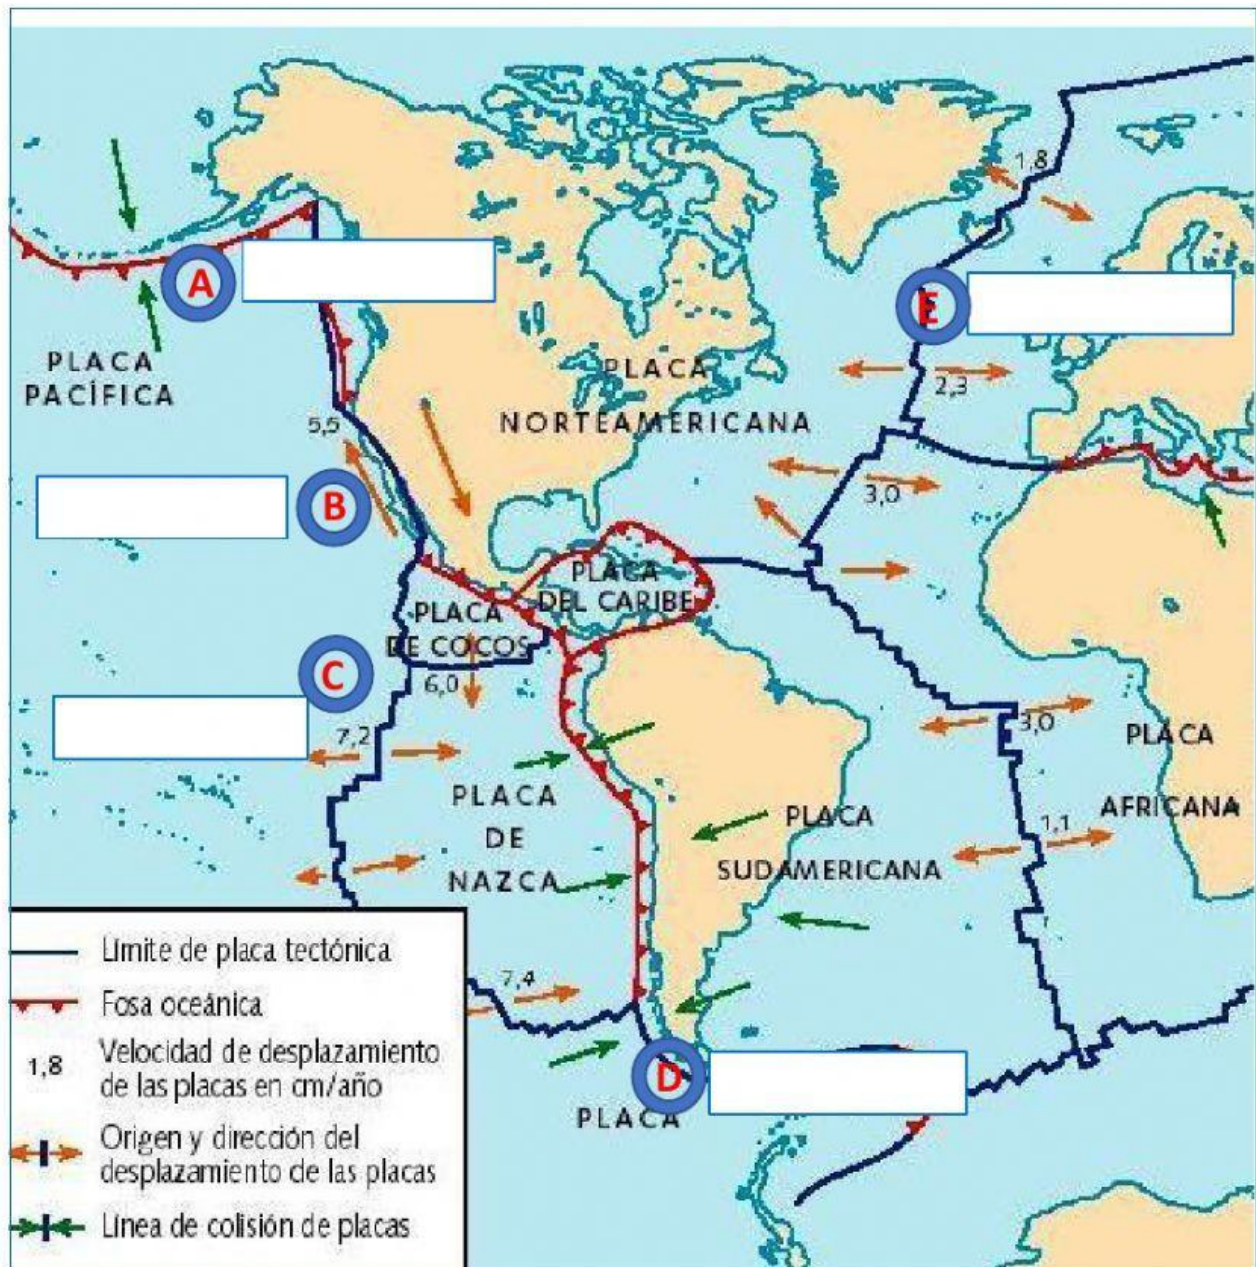 1,8
A
E
PLACA
PACÍFICA
PLACA
NORTEAMERICANA
2,3
5,5
B
3,0
PLACA
DEL CARIBE
PLACA
DE COCOS
C
6,0
7,2
3,0
PLACA
AFRICANA
PLACA
DE
NAZCA
PLACA
SUDAMERICANA
1,1
7,4
D
PLACA
Límite de placa tectónica
Fosa oceánica
1,8
Velocidad de desplazamiento
de las placas en cm/año
Origen y dirección del
desplazamiento de las placas
Línea de colisión de placas